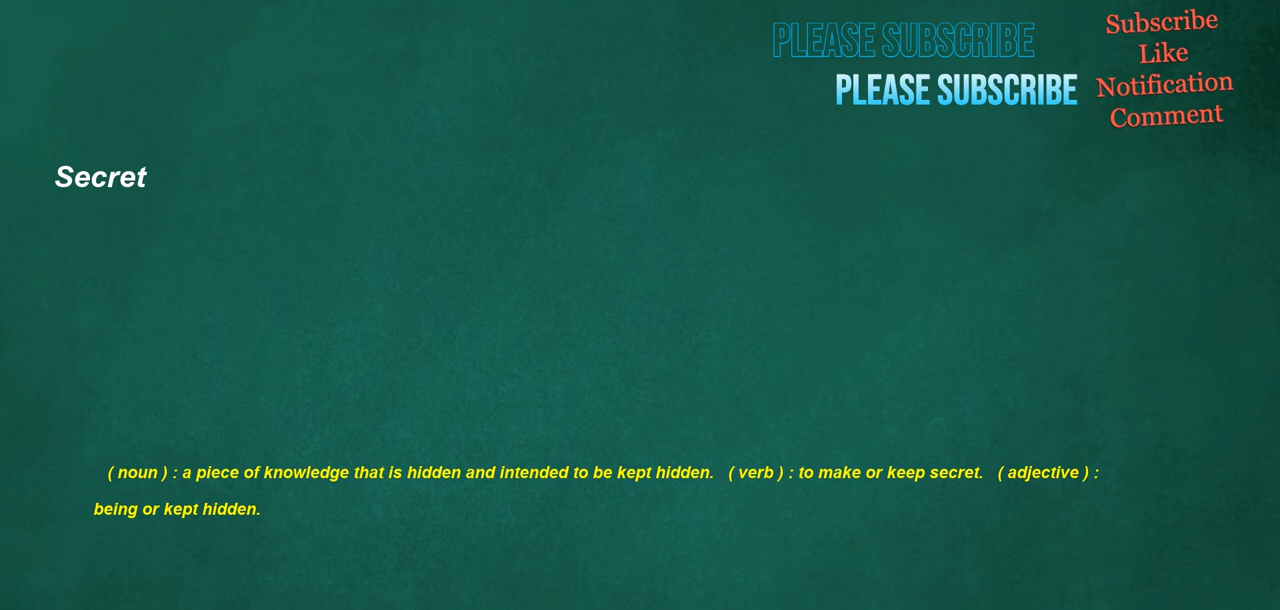 PLEASE SUBSCRIBE
PLEASE SUBSCRIBE
Subscribe
Like
Notification
Comment
Secret
( noun ) : a piece of knowledge that is hidden and intended to be kept hidden.   ( verb ) : to make or keep secret.   ( adjective ) :
being or kept hidden.